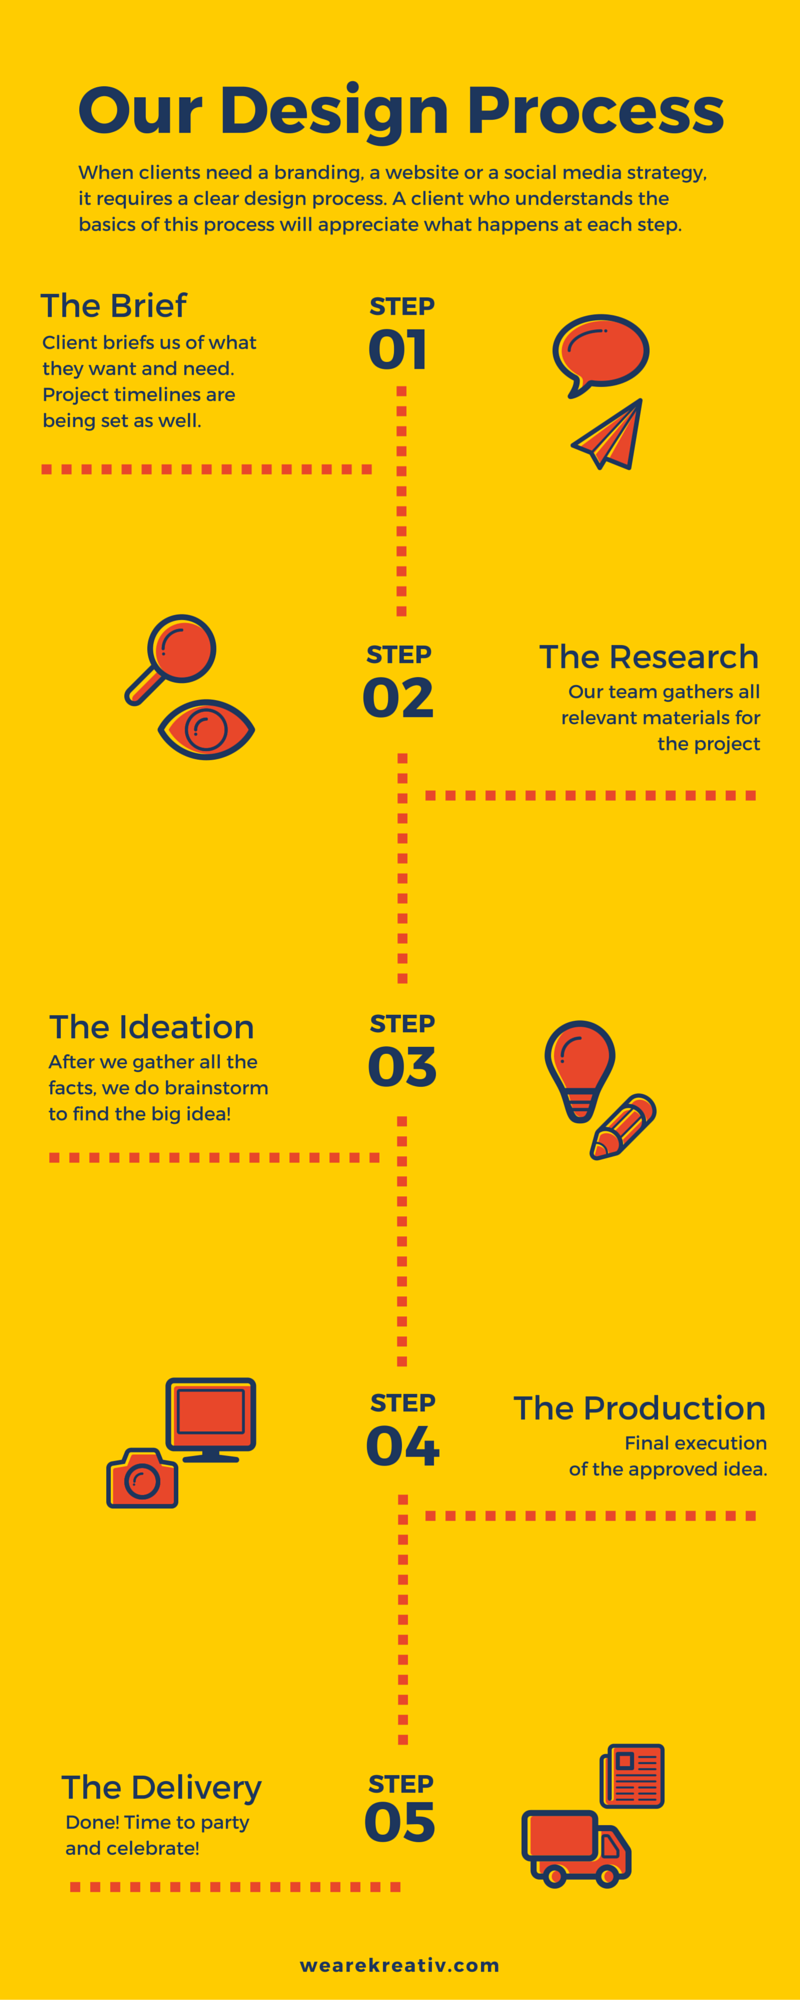 Our Design Process
When clients need a branding, a website or a social media strategy,
it requires a clear design process. A client who understands the
basics of this process will appreciate what happens at each step.
The Brief
Client briefs us of what
they want and need.
Project timelines are
being set as well.
STEP
01
STEP
02
The Research
Our team gathers all
relevant materials for
the project
The Ideation
After we gather all the
facts, we do brainstorm
to find the big idea!
STEP
03
STEP
04
The Production
Final execution
of the approved idea.
The Delivery
Done! Time to party
and celebrate!
STEP
05
wearekreativ.com